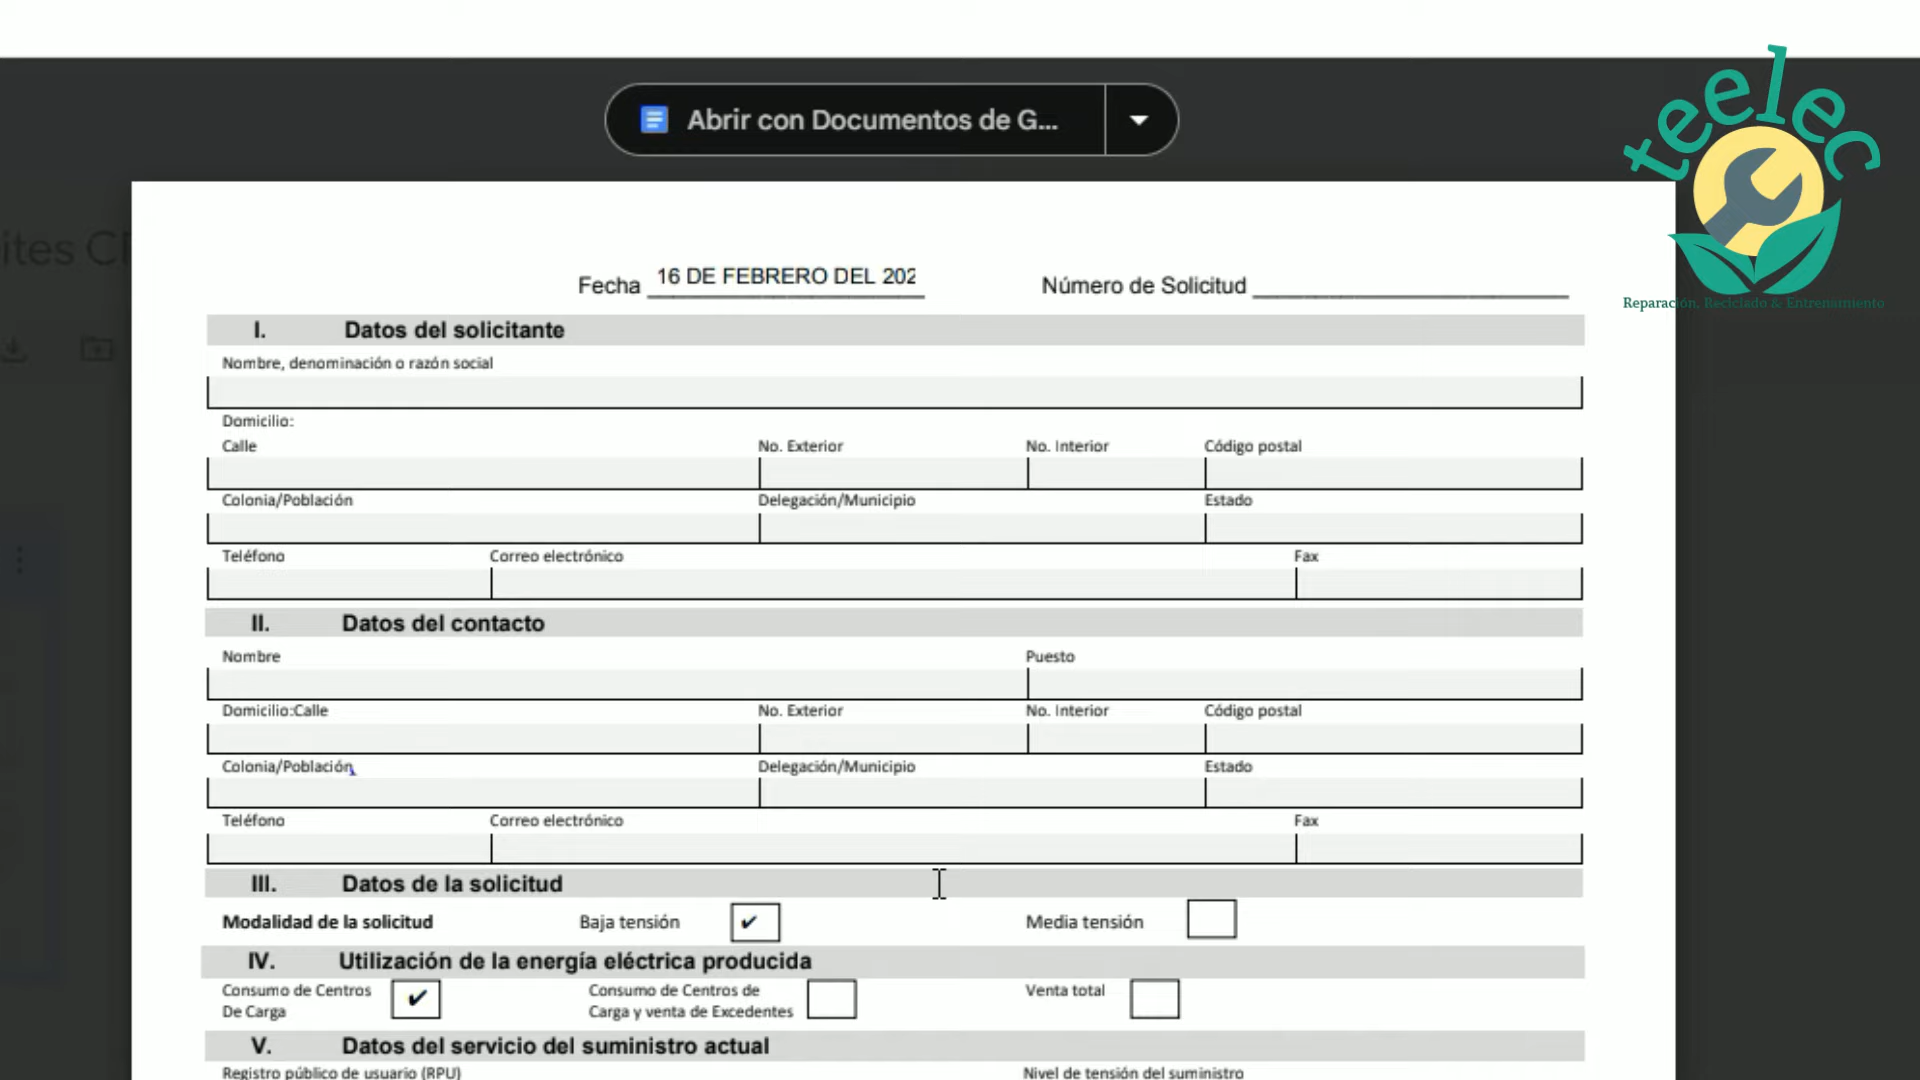 teelec
Reparación, Reciclado & Entrenamiento
Abrir con Documentos de G...
ites
Fecha 16 DE FEBRERO DEL 202 Número de Solicitud
I. Datos del solicitante
Nombre, denominación o razón social
Domicilio:
Calle No. Exterior No. Interior Código postal
Colonia/Población Delegación/Municipio Estado
Teléfono Correo electrónico Fax
II. Datos del contacto
Nombre Puesto
Domicilio:Calle No. Exterior No. Interior Código postal
Colonia/Población Delegación/Municipio Estado
Teléfono Correo electrónico Fax
III. Datos de la solicitud
Modalidad de la solicitud Baja tensión ✔ Media tensión
IV. Utilización de la energía eléctrica producida
Consumo de Centros ✔ Consumo de Centros de Venta total
De Carga Carga y venta de Excedentes
V. Datos del servicio del suministro actual
Registro público de usuario (RPU) Nivel de tensión del suministro